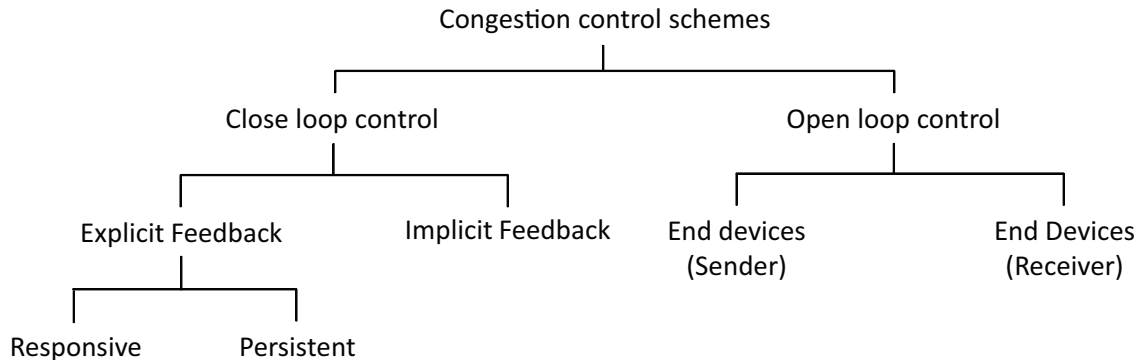 Congestion control schemes
Close loop control
Open loop control
Explicit Feedback
Implicit Feedback
End devices
(Sender)
End Devices
(Receiver)
Responsive
Persistent